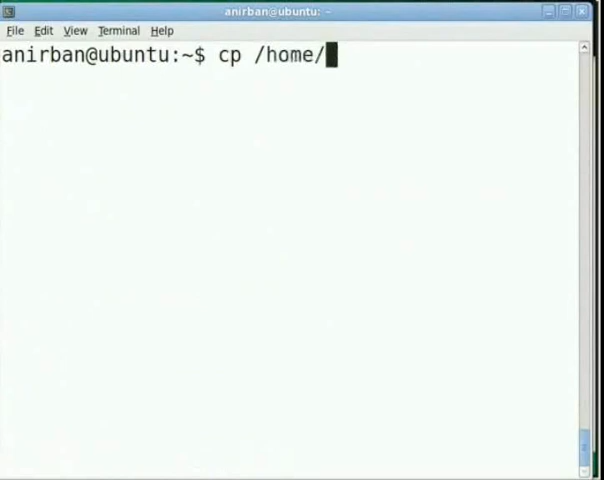 anirban@ubuntu: ~
File Edit View Terminal Help
anirban@ubuntu:~$ cp /home/